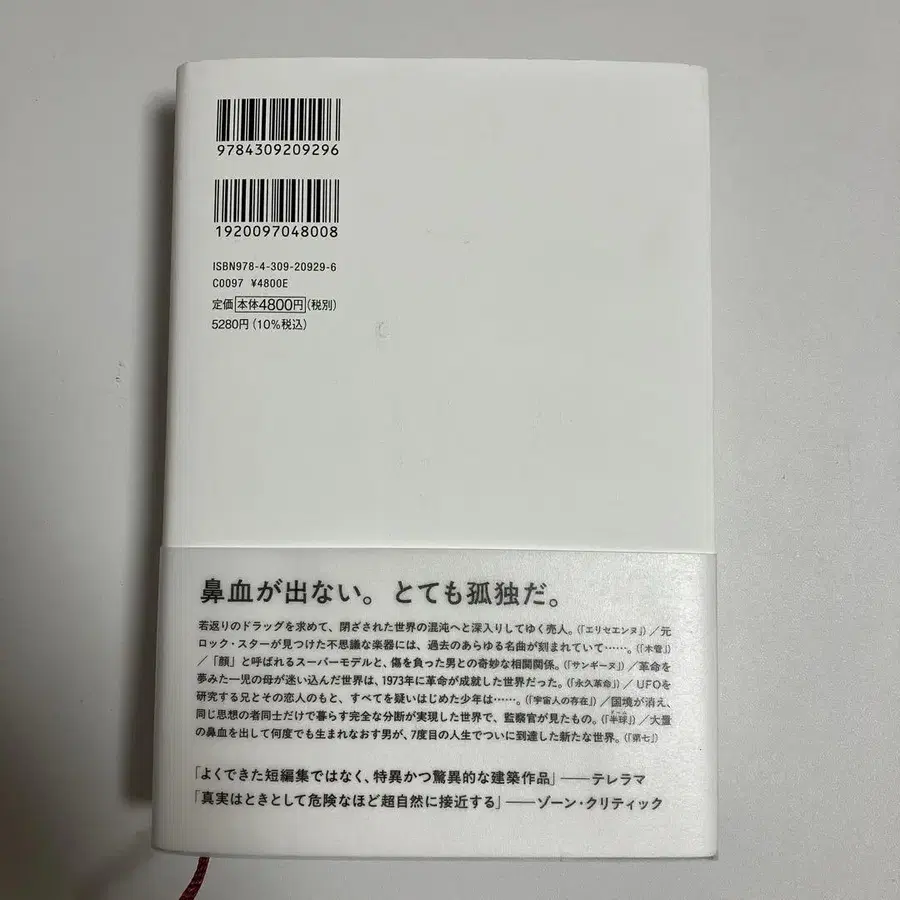 9784309209296
1920097048008
ISBN978-4-309-20929-6
C0097 ¥4800E
定価 本体4800円(税別)
5280円(10%税込)
鼻血が出ない。とても孤独だ。
若返りのドラッグを求めて、閉ざされた世界の混沌へと深入りしてゆく売人。(「エリセエンヌ」)/元
ロック・スターが見つけた不思議な楽器には、過去のあらゆる名曲が刻まれていて……。(「木管」)
/「顔」と呼ばれるスーパーモデルと、傷を負った男との奇妙な相関関係。(「サンギーヌ」)/革命を
夢みた一児の母が迷い込んだ世界は、1973年に革命が成就した世界だった。(「永久革命」)/UFOを
研究する兄とその恋人のもと、すべてを疑いはじめた少年は……。(「宇宙人の存在」)/国境が消え、
同じ思想の者同士だけで暮らす完全な分断が実現した世界で、監察官が見たもの。(「半球」)/大量
の鼻血を出して何度でも生まれなおす男が、7度目の人生でついに到達した新たな世界。(「第七」)
「よくできた短編集ではなく、特異かつ驚異的な建築作品」――テレラマ
「真実はときとして危険なほど超自然に接近する」――ゾーン・クリティック